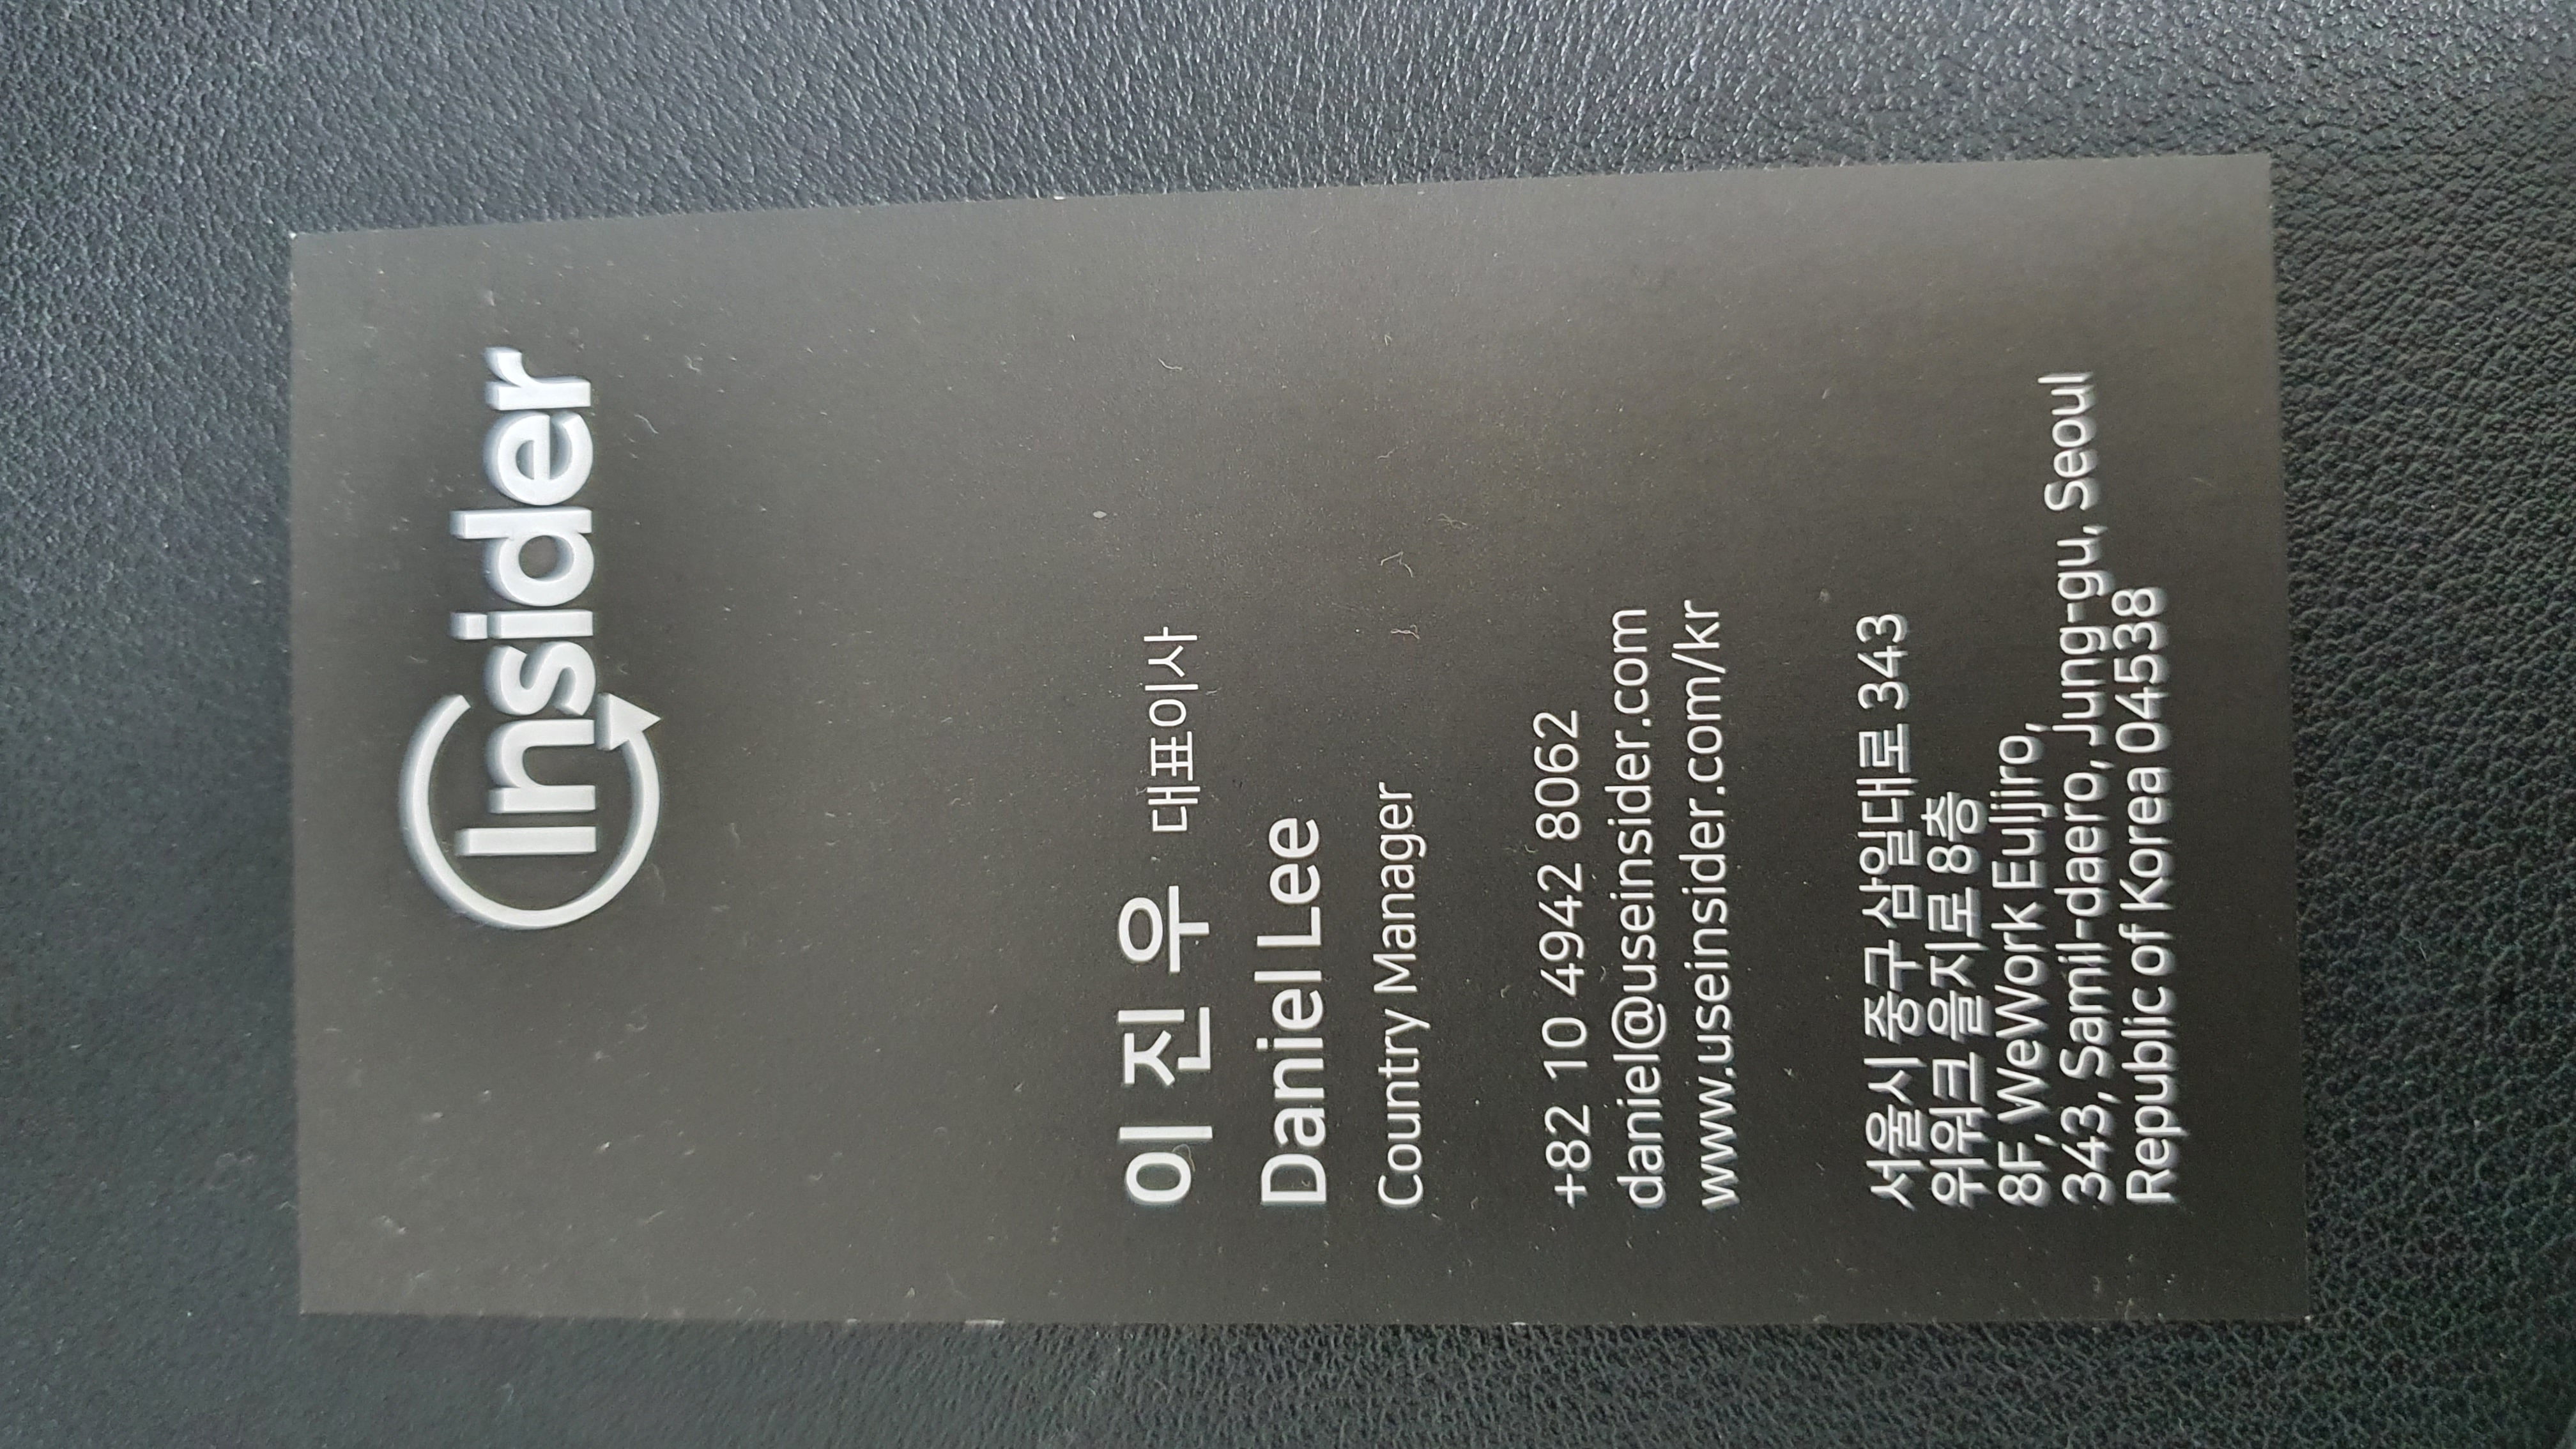 Insider
이진우 대표이사
Daniel Lee
Country Manager
+82 10 4942 8062
daniel@useinsider.com
www.useinsider.com/kr
서울시 중구 삼일대로 343
위워크 을지로 8층
8F, WeWork Euljiro,
343, Samil-daero, Jung-gu, Seoul
Republic of Korea 04538